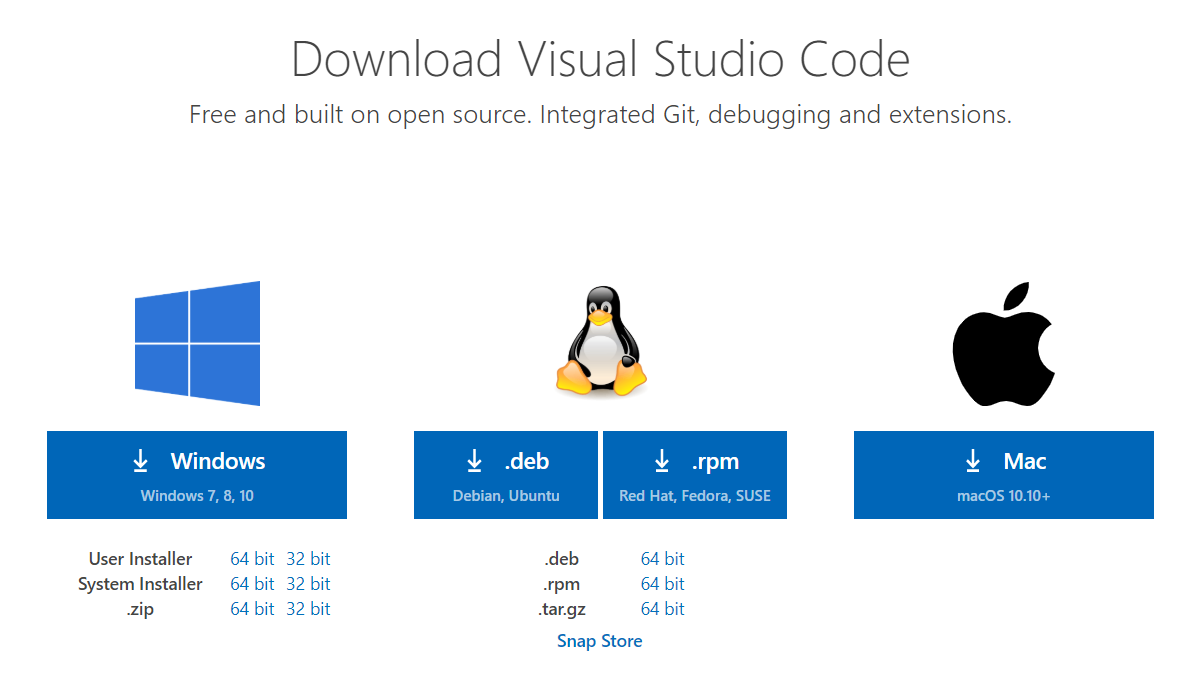 Download Visual Studio Code
Free and built on open source. Integrated Git, debugging and extensions.
Windows
Windows 7, 8, 10
User Installer 64 bit 32 bit
System Installer 64 bit 32 bit
.zip 64 bit 32 bit
.deb
Debian, Ubuntu
.rpm
Red Hat, Fedora, SUSE
.deb 64 bit
.rpm 64 bit
.tar.gz 64 bit
Snap Store
Mac
macOS 10.10+